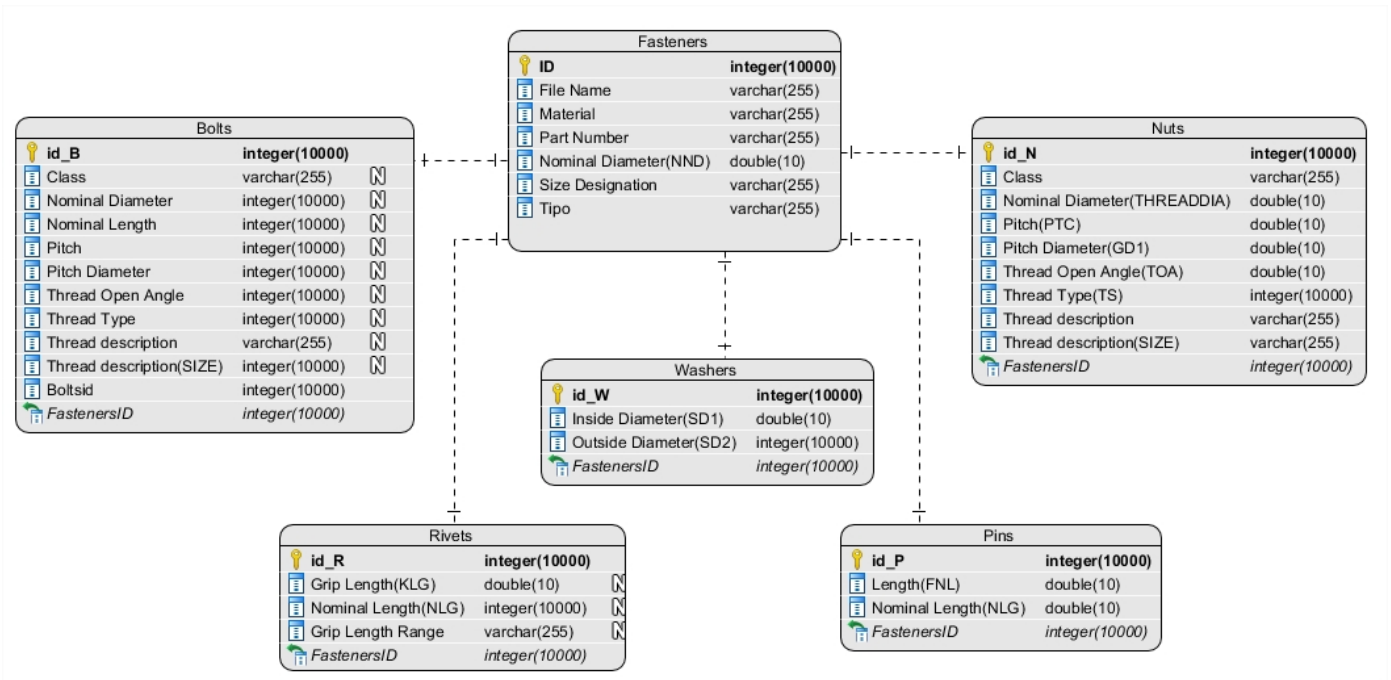 Fasteners
ID integer(10000)
File Name varchar(255)
Material varchar(255)
Part Number varchar(255)
Nominal Diameter(NND) double(10)
Size Designation varchar(255)
Tipo varchar(255)
Bolts
id_B integer(10000)
Class varchar(255) N
Nominal Diameter integer(10000) N
Nominal Length integer(10000) N
Pitch integer(10000) N
Pitch Diameter integer(10000) N
Thread Open Angle integer(10000) N
Thread Type integer(10000) N
Thread description varchar(255) N
Thread description(SIZE) integer(10000) N
Boltsid integer(10000)
FastenersID integer(10000)
Nuts
id_N integer(10000)
Class varchar(255)
Nominal Diameter(THREADDIA) double(10)
Pitch(PTC) double(10)
Pitch Diameter(GD1) double(10)
Thread Open Angle(TOA) double(10)
Thread Type(TS) integer(10000)
Thread description varchar(255)
Thread description(SIZE) varchar(255)
FastenersID integer(10000)
Washers
id_W integer(10000)
Inside Diameter(SD1) double(10)
Outside Diameter(SD2) integer(10000)
FastenersID integer(10000)
Rivets
id_R integer(10000)
Grip Length(KLG) double(10) N
Nominal Length(NLG) integer(10000) N
Grip Length Range varchar(255) N
FastenersID integer(10000)
Pins
id_P integer(10000)
Length(FNL) double(10)
Nominal Length(NLG) double(10)
FastenersID integer(10000)